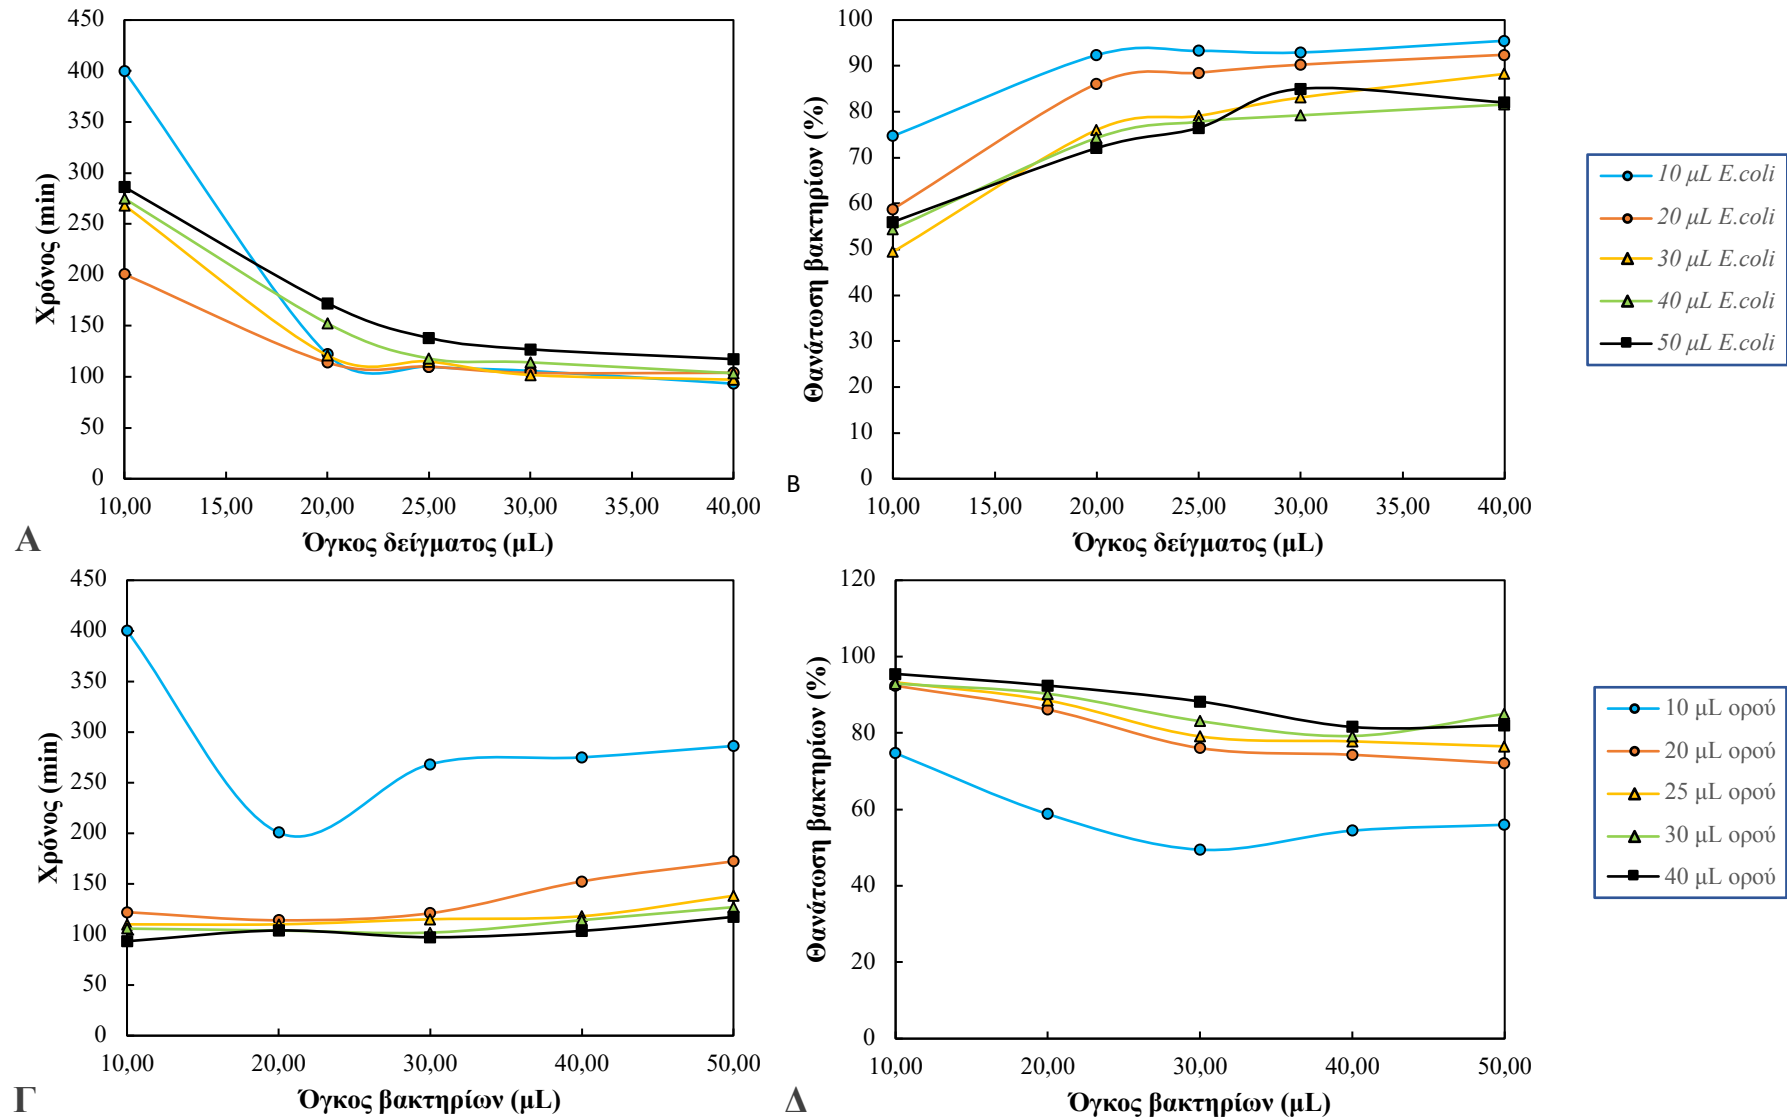 450
400
350
300
250
200
150
100
50
0
Χρόνος (min)
10,00 15,00 20,00 25,00 30,00 35,00 40,00
Όγκος δείγματος (μL)
Α
100
90
80
70
60
50
40
30
20
10
0
Θανάτωση βακτηρίων (%)
10,00 15,00 20,00 25,00 30,00 35,00 40,00
Όγκος δείγματος (μL)
Β
10 μL E.coli
20 μL E.coli
30 μL E.coli
40 μL E.coli
50 μL E.coli
450
400
350
300
250
200
150
100
50
0
Χρόνος (min)
10,00 20,00 30,00 40,00 50,00
Όγκος βακτηρίων (μL)
Γ
120
100
80
60
40
20
0
Θανάτωση βακτηρίων (%)
10,00 20,00 30,00 40,00 50,00
Όγκος βακτηρίων (μL)
Δ
10 μL ορού
20 μL ορού
25 μL ορού
30 μL ορού
40 μL ορού